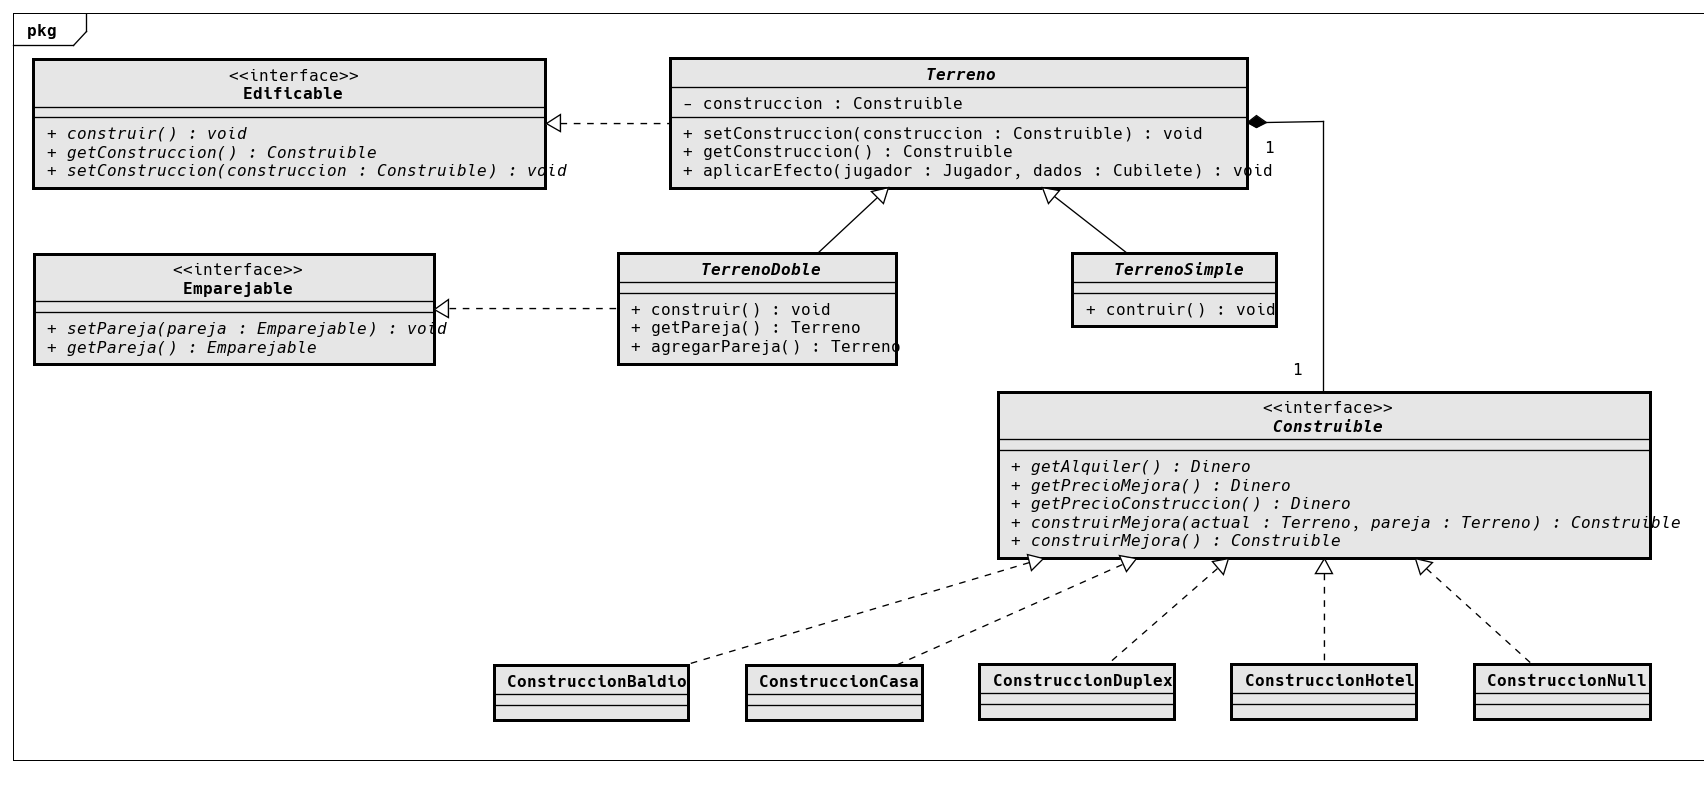 pkg
<<interface>>
Edificable
+ construir() : void
+ getConstruccion() : Construible
+ setConstruccion(construccion : Construible) : void
Terreno
- construccion : Construible
+ setConstruccion(construccion : Construible) : void
+ getConstruccion() : Construible
+ aplicarEfecto(jugador : Jugador, dados : Cubilete) : void
1
<<interface>>
Emparejable
+ setPareja(pareja : Emparejable) : void
+ getPareja() : Emparejable
TerrenoDoble
+ construir() : void
+ getPareja() : Terreno
+ agregarPareja() : Terreno
TerrenoSimple
+ contruir() : void
1
<<interface>>
Construible
+ getAlquiler() : Dinero
+ getPrecioMejora() : Dinero
+ getPrecioConstruccion() : Dinero
+ construirMejora(actual : Terreno, pareja : Terreno) : Construible
+ construirMejora() : Construible
ConstruccionBaldio
ConstruccionCasa
ConstruccionDuplex
ConstruccionHotel
ConstruccionNull